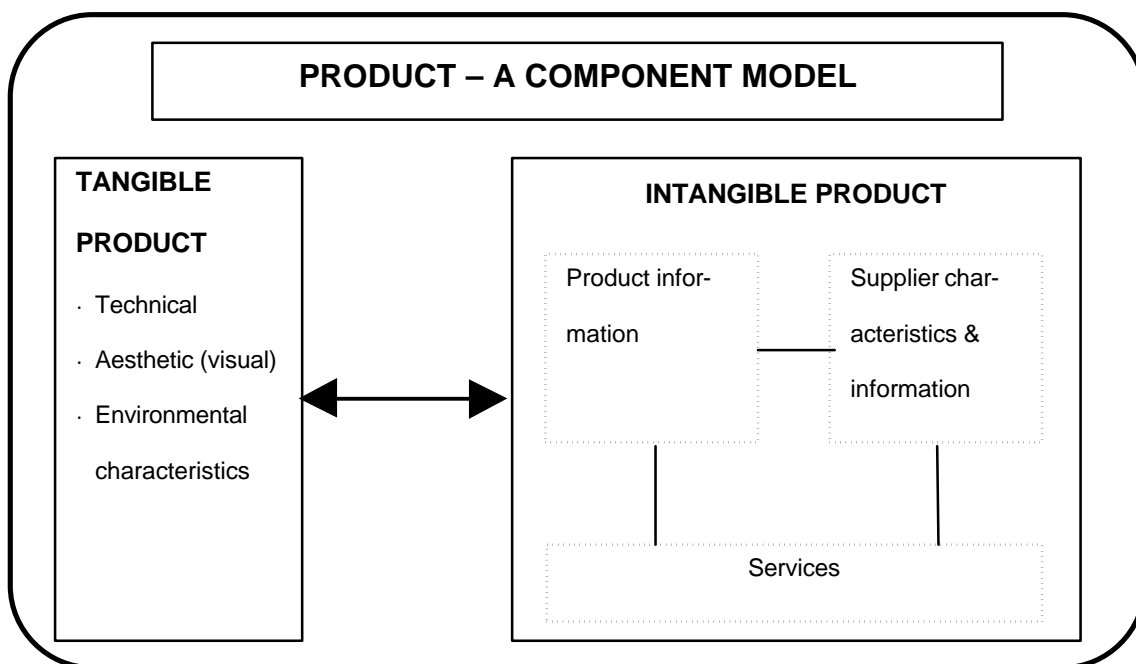 PRODUCT – A COMPONENT MODEL
TANGIBLE
PRODUCT
· Technical
· Aesthetic (visual)
· Environmental
characteristics
INTANGIBLE PRODUCT
Product infor-
mation
Supplier char-
acteristics &
information
Services